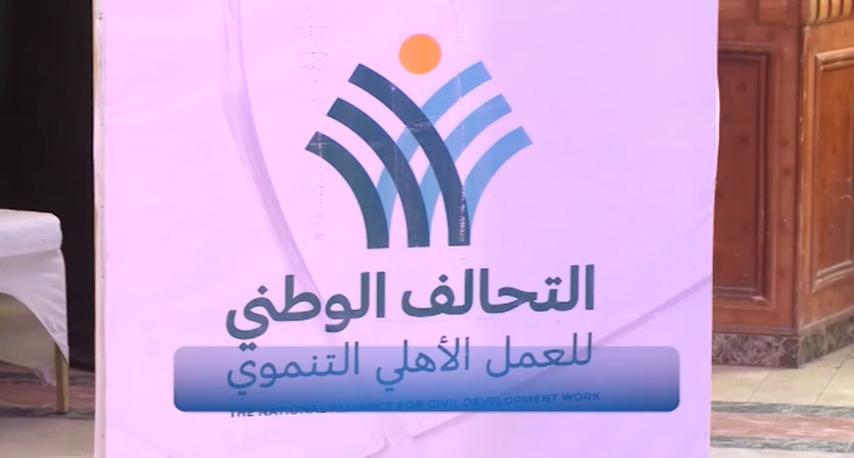 التحالف الوطني
للعمل الأهلي التنموي
THE NATIONAL ALLIANCE FOR CIVIL DEVELOPMENT WORK